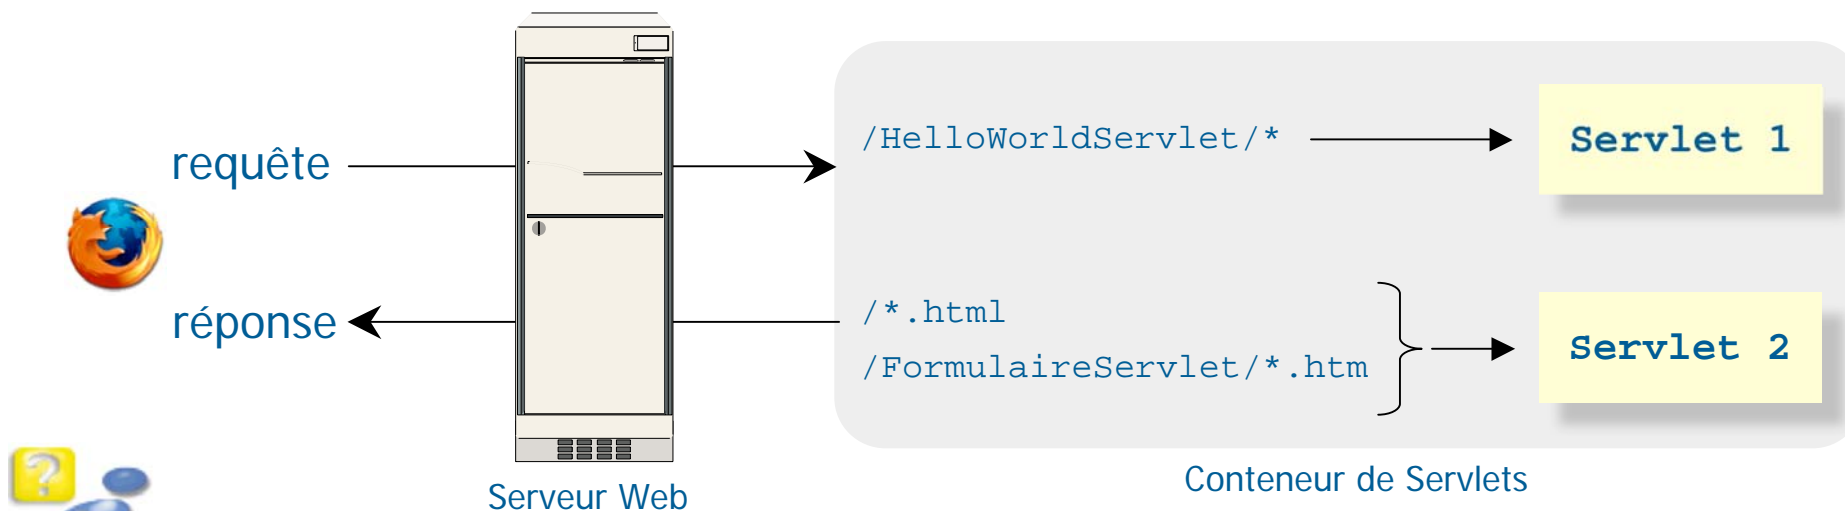 /HelloWorldServlet/*
Servlet 1
requête
réponse
/*.html
/FormulaireServlet/*.htm
Servlet 2
?
Serveur Web
Conteneur de Servlets